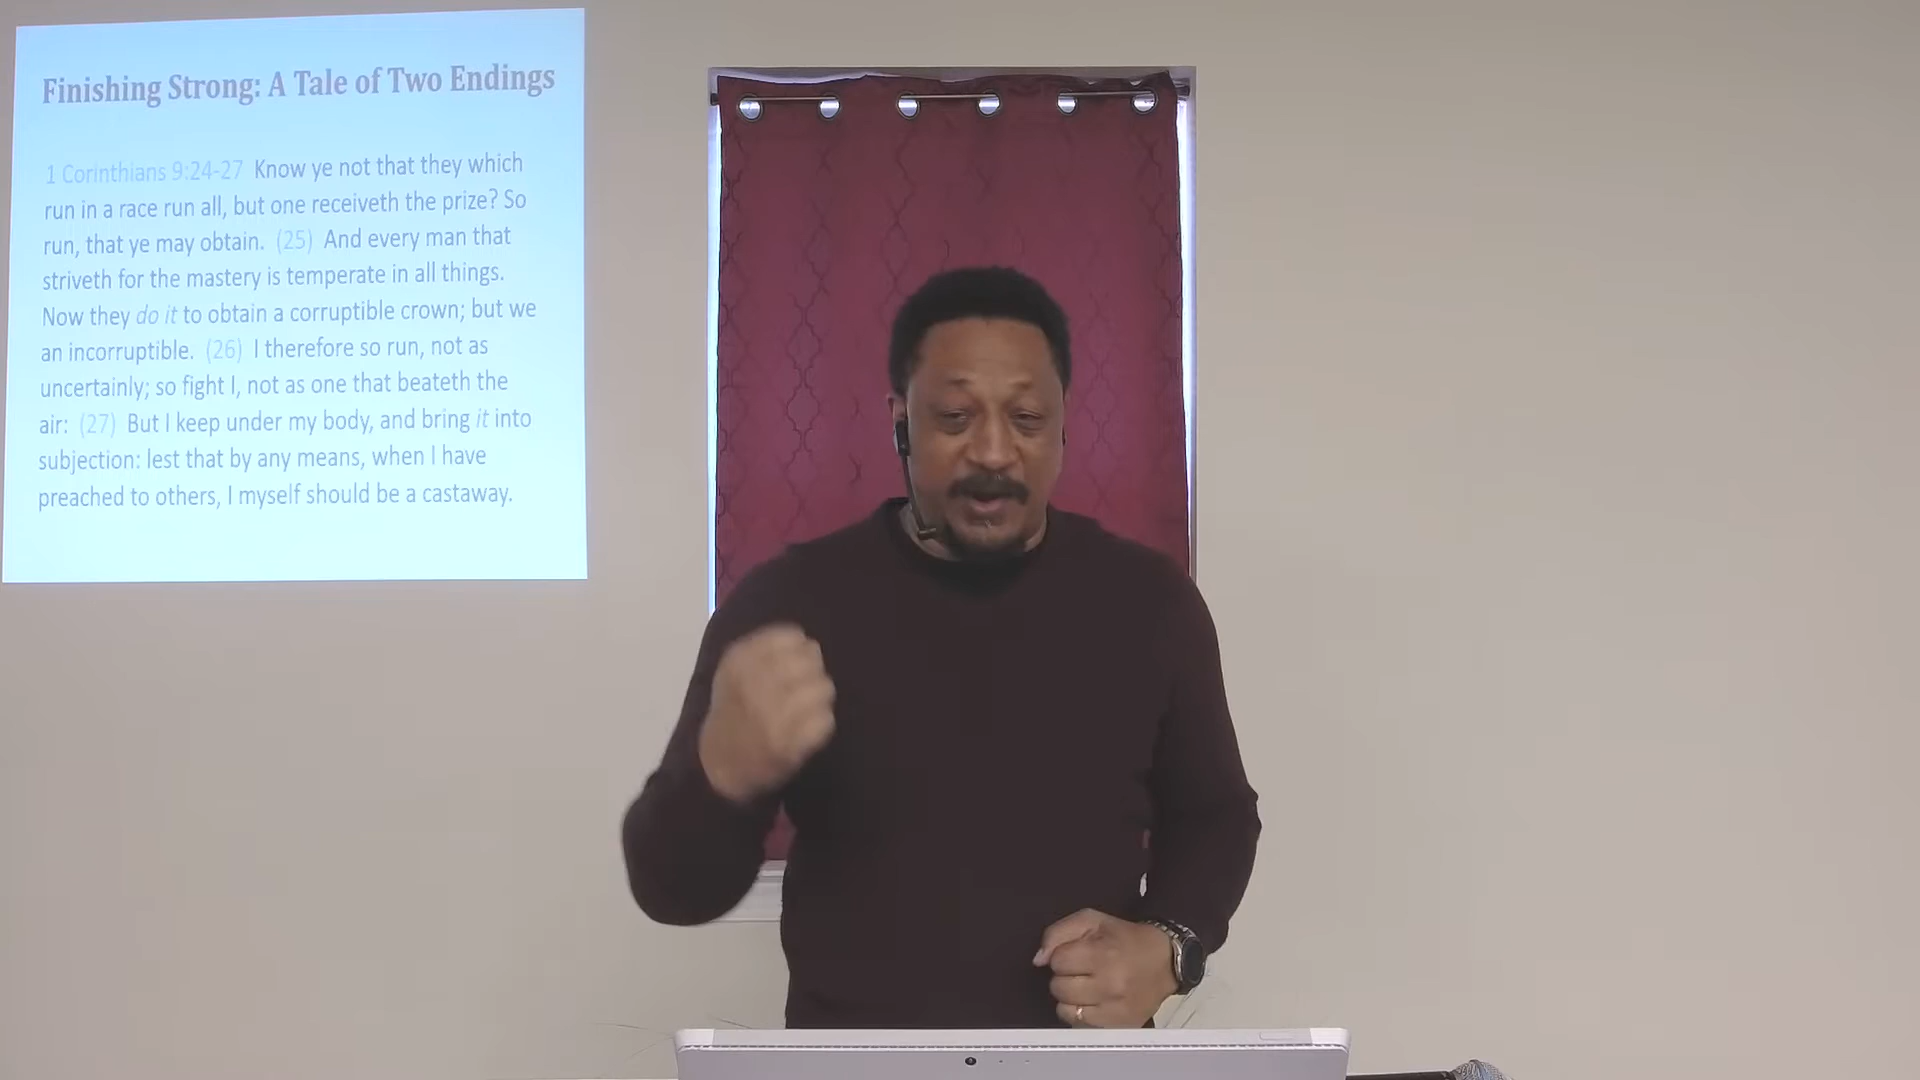 Finishing Strong: A Tale of Two Endings
1 Corinthians 9:24-27 Know ye not that they which
run in a race run all, but one receiveth the prize? So
run, that ye may obtain. (25) And every man that
striveth for the mastery is temperate in all things.
Now they do it to obtain a corruptible crown; but we
an incorruptible. (26) I therefore so run, not as
uncertainly; so fight I, not as one that beateth the
air: (27) But I keep under my body, and bring it into
subjection: lest that by any means, when I have
preached to others, I myself should be a castaway.